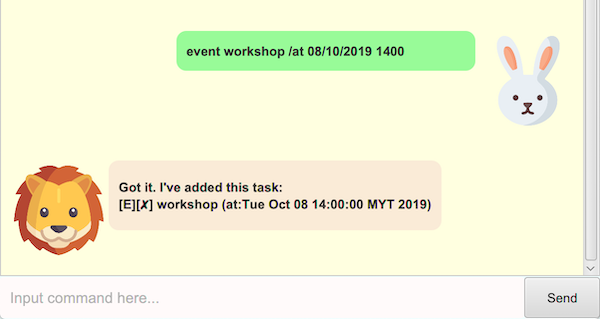 event workshop /at 08/10/2019 1400
Got it. I've added this task:
[E][✘] workshop (at:Tue Oct 08 14:00:00 MYT 2019)
Input command here...
Send